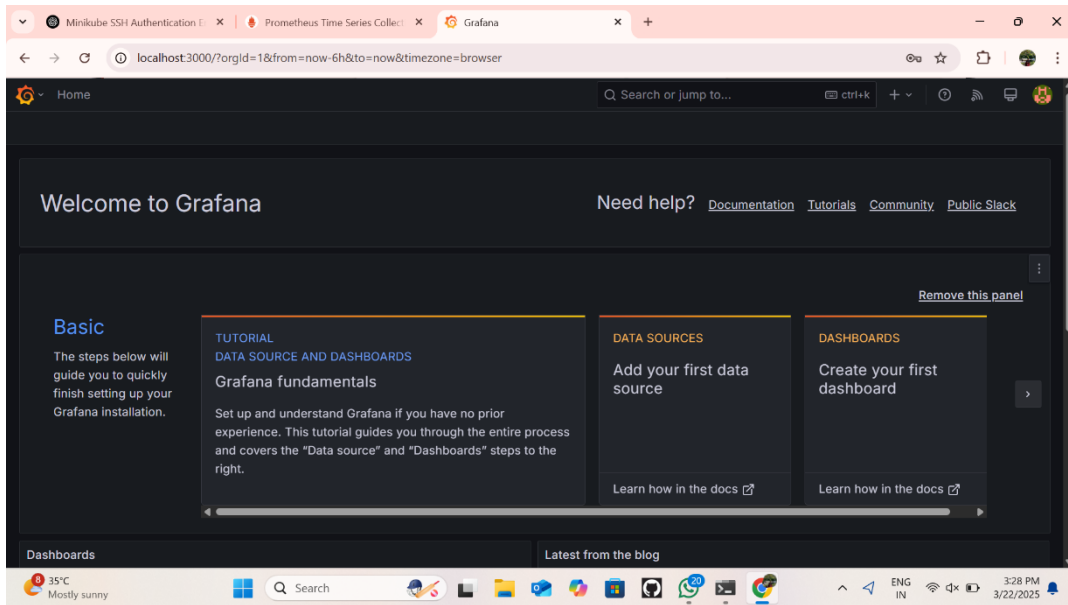 Minikube SSH Authentication E
Prometheus Time Series Collect
Grafana
localhost:3000/?orgId=1&from=now-6h&to=now&timezone=browser
Home
Search or jump to...
ctrl+k
Welcome to Grafana
Need help? Documentation Tutorials Community Public Slack
Remove this panel
Basic
The steps below will
guide you to quickly
finish setting up your
Grafana installation.
TUTORIAL
DATA SOURCE AND DASHBOARDS
Grafana fundamentals
Set up and understand Grafana if you have no prior
experience. This tutorial guides you through the entire process
and covers the “Data source” and “Dashboards” steps to the
right.
DATA SOURCES
Add your first data
source
Learn how in the docs
DASHBOARDS
Create your first
dashboard
Learn how in the docs
Dashboards
Latest from the blog
8
35°C
Mostly sunny
Search
20
ENG
IN
3:28 PM
3/22/2025